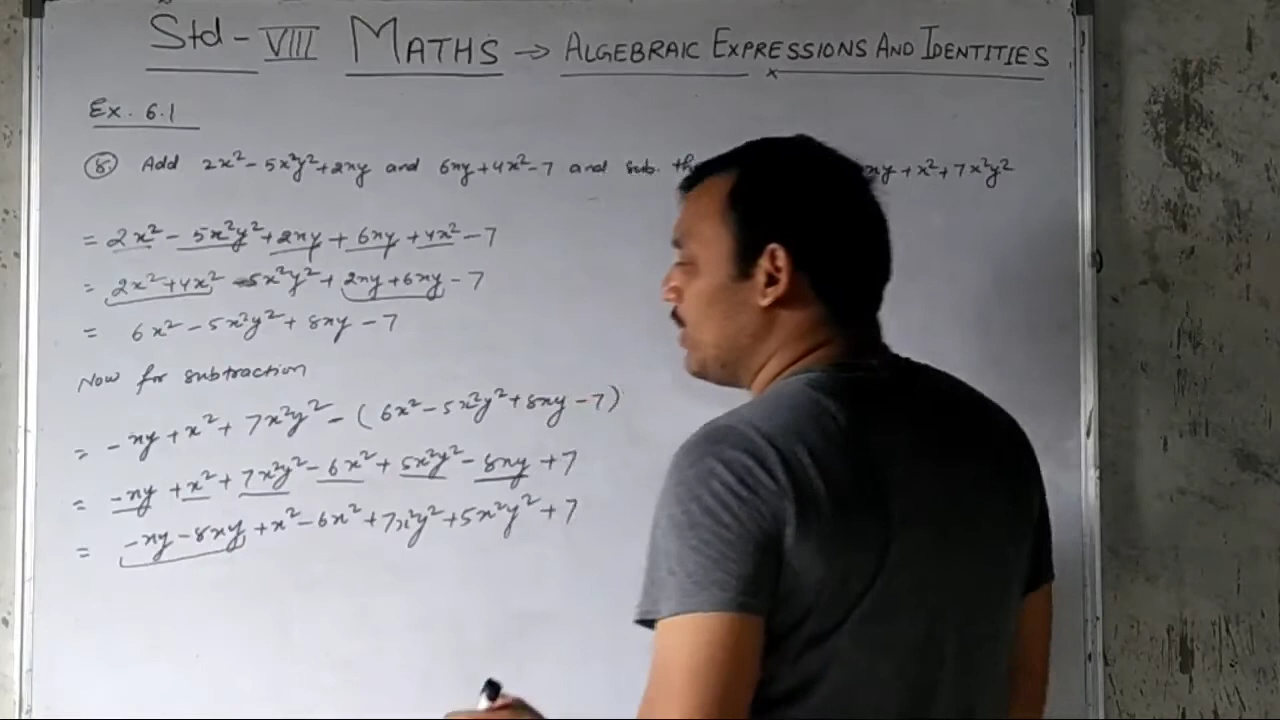 Std - VIII MATHS → ALGEBRAIC EXPRESSIONS AND IDENTITIES
Ex. 6.1
8. Add 2x² - 5x²y² + 2xy and 6xy + 4x² - 7 and sub. xy + x² + 7x²y²
= 2x² - 5x²y² + 2xy + 6xy + 4x² - 7
= 2x² + 4x² - 5x²y² + 2xy + 6xy - 7
= 6x² - 5x²y² + 8xy - 7
Now for subtraction
= -xy + x² + 7x²y² - (6x² - 5x²y² + 8xy - 7)
= -xy + x² + 7x²y² - 6x² + 5x²y² - 8xy + 7
= -xy - 8xy + x² - 6x² + 7x²y² + 5x²y² + 7